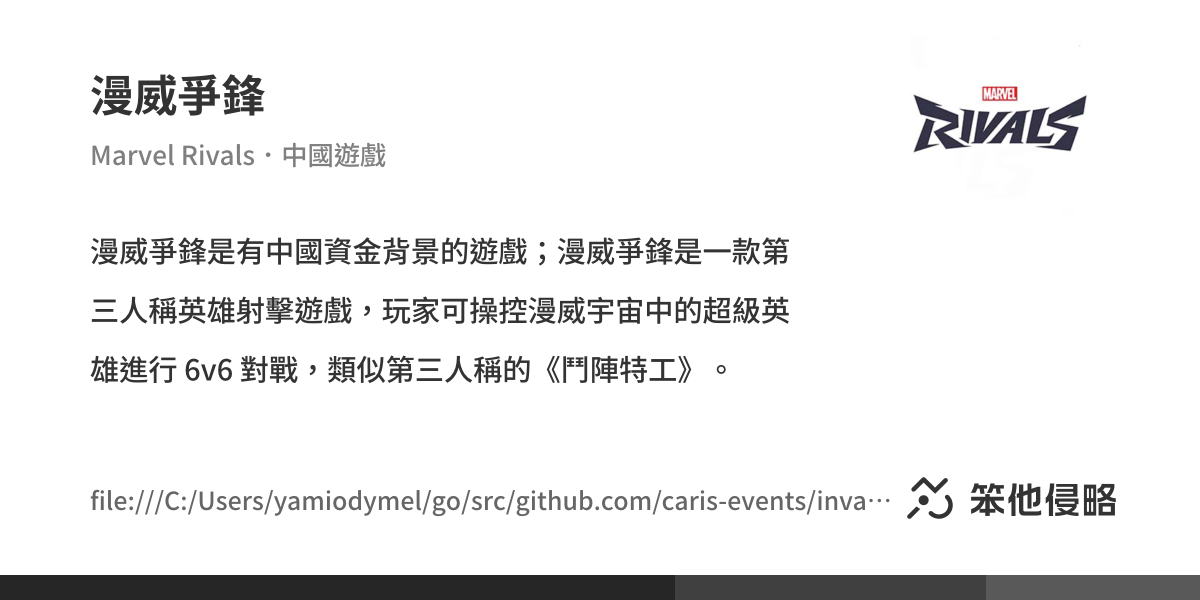 漫威爭鋒
Marvel Rivals・中國遊戲
MARVEL
RIVALS
漫威爭鋒是有中國資金背景的遊戲；漫威爭鋒是一款第
三人稱英雄射擊遊戲，玩家可操控漫威宇宙中的超級英
雄進行 6v6 對戰，類似第三人稱的《鬥陣特工》。
file:///C:/Users/yamiodymel/go/src/github.com/caris-events/inva⋯
笨他侵略